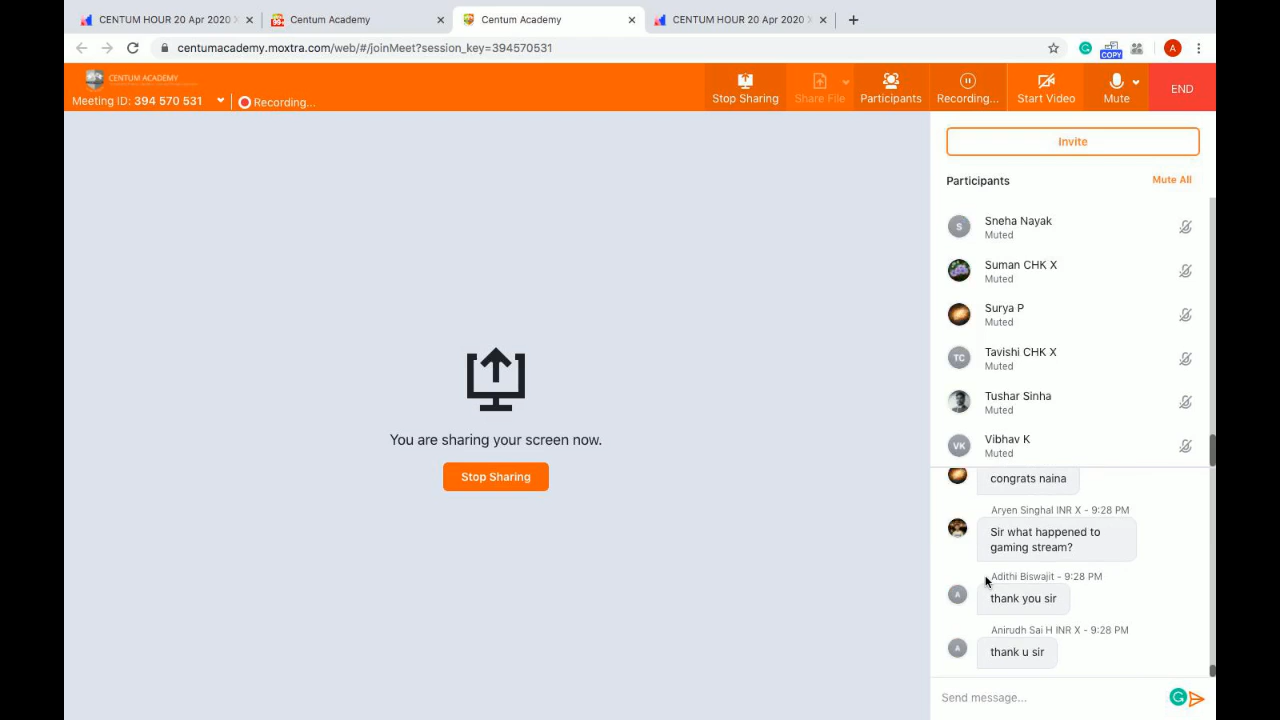 CENTUM HOUR 20 Apr 2020
Centum Academy
Centum Academy
CENTUM HOUR 20 Apr 2020
centumacademy.moxtra.com/web/#/joinMeet?session_key=394570531
COPY
A
CENTUM ACADEMY
Meeting ID: 394 570 531
Recording...
Stop Sharing
Share File
Participants
Recording...
Start Video
Mute
END
You are sharing your screen now.
Stop Sharing
Invite
Participants
Mute All
S
Sneha Nayak
Muted
Suman CHK X
Muted
Surya P
Muted
TC
Tavishi CHK X
Muted
Tushar Sinha
Muted
VK
Vibhav K
Muted
congrats naina
Aryen Singhal INR X - 9:28 PM
Sir what happened to
gaming stream?
Adithi Biswajit - 9:28 PM
A
thank you sir
Anirudh Sai H INR X - 9:28 PM
A
thank u sir
Send message...